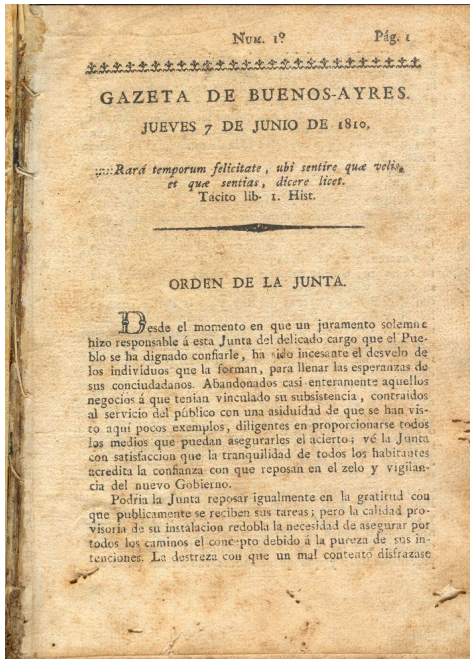 Num. 1º
Pág. 1
GAZETA DE BUENOS-AYRES.
JUEVES 7 DE JUNIO DE 1810,
:::::Rará temporum felicitate, ubi sentire quæ velis,
et quæ sentias, dicere licet.
Tacito lib. 1. Hist.
ORDEN DE LA JUNTA.
Desde el momento en que un juramento solemne
hizo responsable á esta Junta del delicado cargo que el Pue-
blo se ha dignado confiarle, ha sido incesante el desvelo de
los indivíduos que la forman, para llenar las esperanzas de
sus conciudadanos. Abandonados casi enteramente aquellos
negocios á que tenian vinculado su subsistencia, contraidos
al servicio del público con una asiduídad de que se han vis-
to aqui pocos exemplos, diligentes en proporcionarse todos
los medios que puedan asegurarles el acierto; vé la Junta
con satisfaccion que la tranquilidad de todos los habitantes
acredita la confianza con que reposan en el zelo y vigilan-
cia del nuevo Gobierno.
Podria la Junta reposar igualmente en la gratitud con
que publicamente se reciben sus tareas; pero la calidad pro-
visoria de su instalacion redobla la necesidad de asegurar por
todos los caminos el concepto debido á la pureza de sus in-
tenciones. La destreza con que un mal contento disfrazase